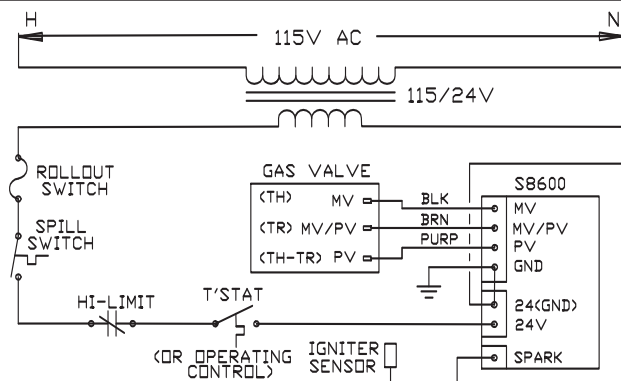 H
N
115V AC
115/24V
ROLLOUT
SWITCH
GAS VALVE
S8600
(TH) MV
BLK
MV
SPILL
SWITCH
(TR) MV/PV
BRN
MV/PV
(TH-TR) PV
PURP
PV
GND
HI-LIMIT
T'STAT
24(GND)
24V
(OR OPERATING
CONTROL)
IGNITER
SENSOR
SPARK